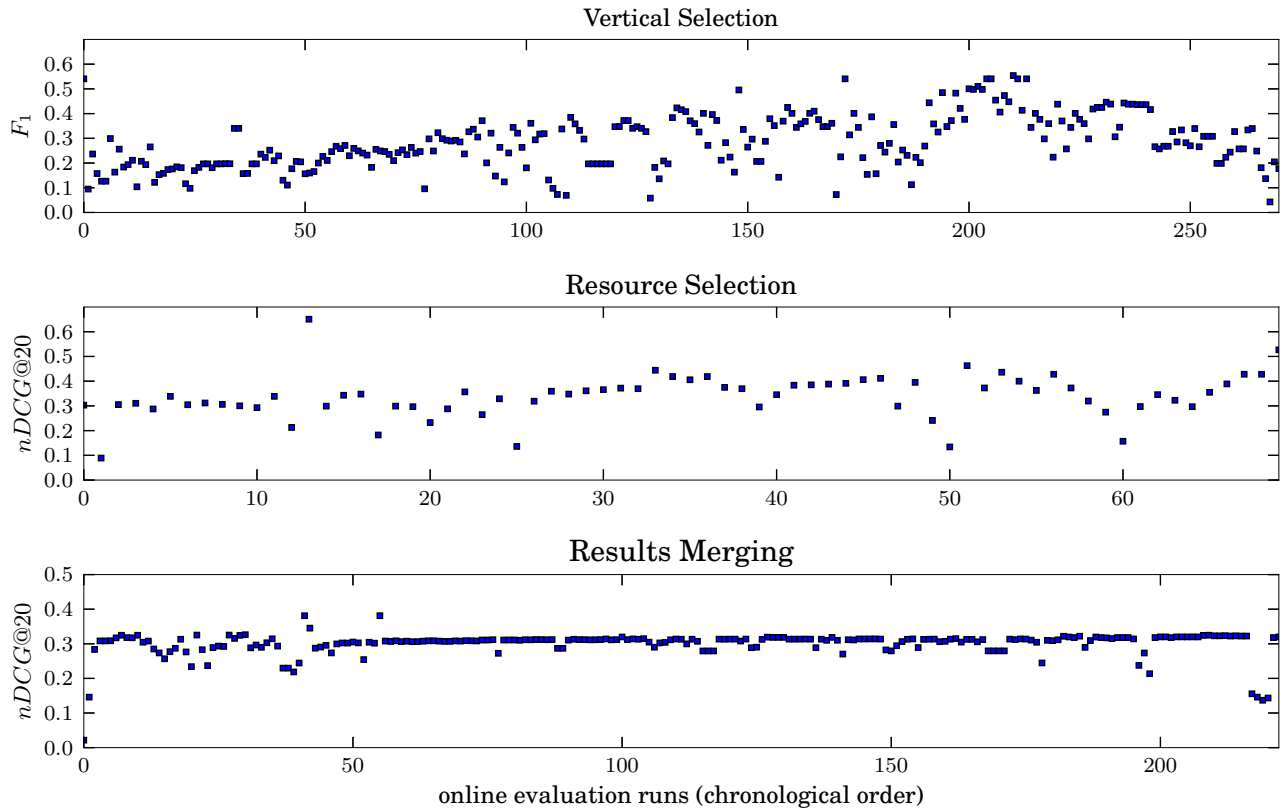 Vertical Selection
F1
0.6
0.5
0.4
0.3
0.2
0.1
0.0
0 50 100 150 200 250
Resource Selection
nDCG@20
0.6
0.5
0.4
0.3
0.2
0.1
0.0
0 10 20 30 40 50 60
Results Merging
nDCG@20
0.5
0.4
0.3
0.2
0.1
0.0
0 50 100 150 200
online evaluation runs (chronological order)